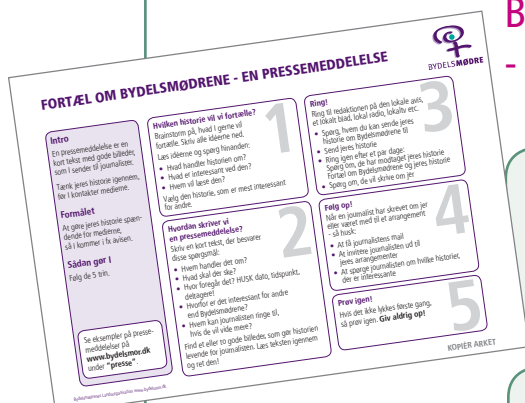 B
-
BYDELSMØDRE
FORTÆL OM BYDELSMØDRENE - EN PRESSEMEDDELELSE
Intro
En pressemeddelelse er en
kort tekst med gode billeder,
som I sender til journalister.
Tænk jeres historie igennem,
før I kontakter medierne.
Formålet
At gøre jeres historie spæn-
dende for medierne,
så I kommer i fx avisen.
Sådan gør I
Følg de 5 trin.
Se eksempler på presse-
meddelelser på
www.bydelsmor.dk
under "presse".
1
Hvilken historie vil vi fortælle?
Brainstorm på, hvad I gerne vil
fortælle. Skriv alle idéerne ned.
Læs idéerne og spørg hinanden:
• Hvad handler historien om?
• Hvad er interessant ved den?
• Hvem vil læse den?
Vælg den historie, som er mest interessant
for andre.
2
Hvordan skriver vi
en pressemeddelelse?
Skriv en kort tekst, der besvarer
disse spørgsmål:
• Hvem handler det om?
• Hvad skal der ske?
• Hvor foregår det? HUSK dato, tidspunkt,
deltagere!
• Hvorfor er det interessant for andre
end Bydelsmødrene?
• Hvem kan journalisten ringe til,
hvis de vil vide mere?
Find et eller to gode billeder, som gør historien
levende for journalisten. Læs teksten igennem
og ret den!
3
Ring!
Ring til redaktionen på den lokale avis,
et lokalt blad, lokal radio, lokaltv etc.
• Spørg, hvem du kan sende jeres
historie om Bydelsmødrene til
• Send jeres historie
• Ring igen efter et par dage:
Spørg om, de har modtaget jeres historie
Fortæl om Bydelsmødrene og jeres historie
• Spørg om, de vil skrive om jer
4
Følg op!
Når en journalist har skrevet om jer
eller været med til et arrangement
- så husk:
• At få journalistens mail
• At invitere journalisten ud til
jeres arrangementer
• At spørge journalisten om hvilke historier,
der er interessante
5
Prøv igen!
Hvis det ikke lykkes første gang,
så prøv igen. Giv aldrig op!
KOPIER ARKET